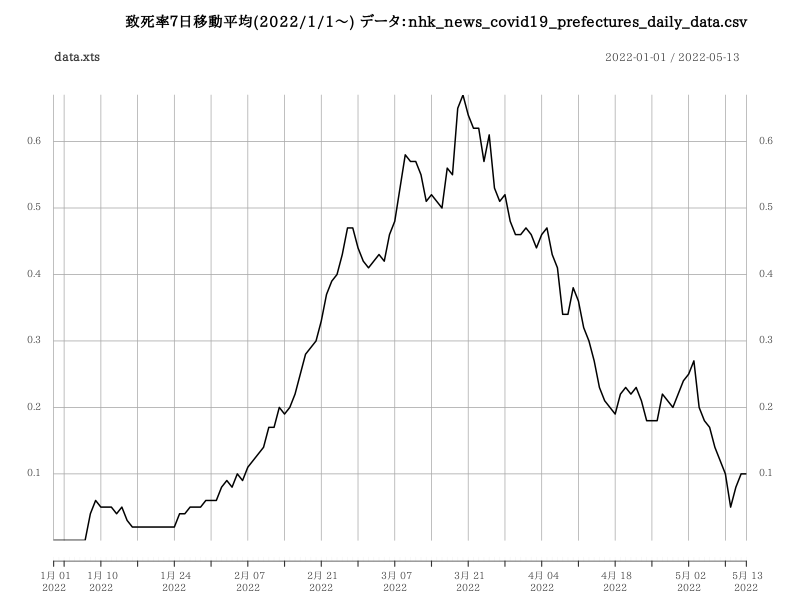 致死率7日移動平均(2022/1/1〜) データ:nhk_news_covid19_prefectures_daily_data.csv
data.xts 2022-01-01 / 2022-05-13
0.6 0.6
0.5 0.5
0.4 0.4
0.3 0.3
0.2 0.2
0.1 0.1
1月 01 1月 10 1月 24 2月 07 2月 21 3月 07 3月 21 4月 04 4月 18 5月 02 5月 13
2022 2022 2022 2022 2022 2022 2022 2022 2022 2022 2022